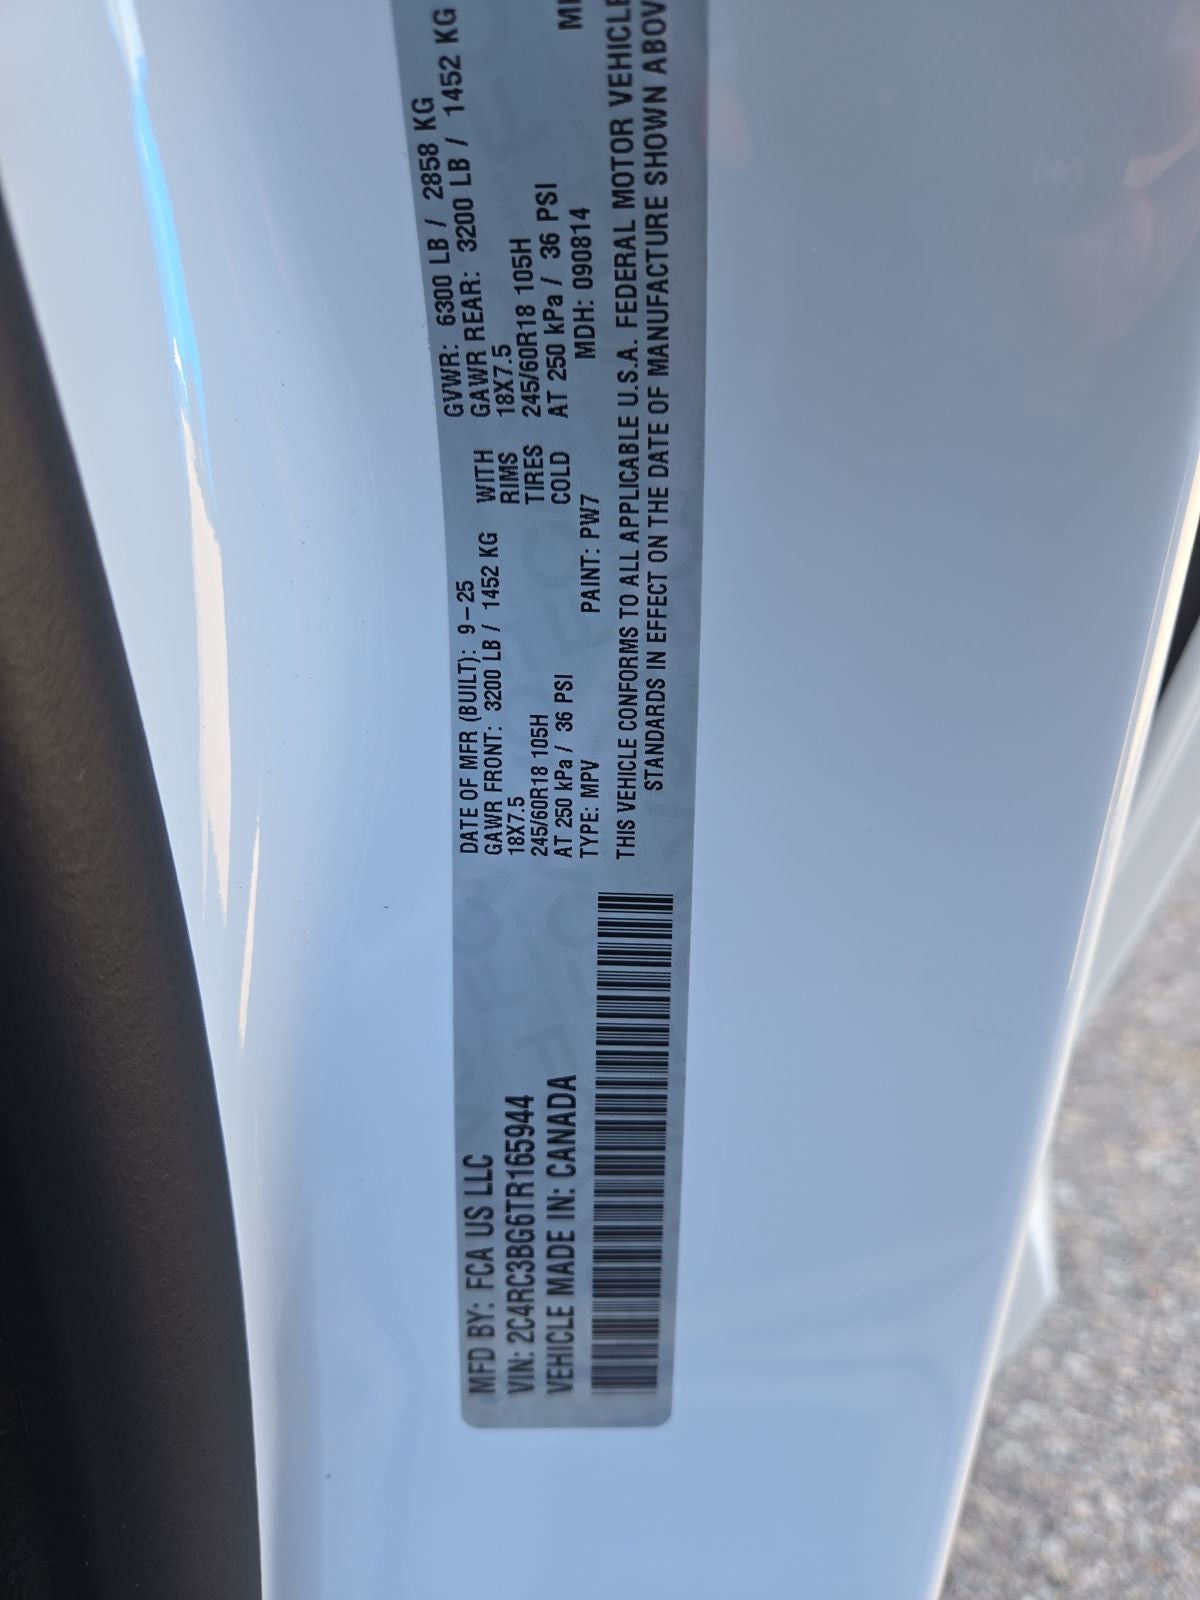 MFD BY: FCA US LLC
VIN: 2C4RC3BG6TR165944
VEHICLE MADE IN: CANADA
DATE OF MFR (BUILT): 9-25 GVWR: 6300 LB / 2858 KG
GAWR FRONT: 3200 LB / 1452 KG WITH GAWR REAR: 3200 LB / 1452 KG
18X7.5 RIMS 18X7.5
245/60R18 105H TIRES 245/60R18 105H
AT 250 kPa / 36 PSI COLD AT 250 kPa / 36 PSI
TYPE: MPV PAINT: PW7 MDH: 090814
THIS VEHICLE CONFORMS TO ALL APPLICABLE U.S.A. FEDERAL MOTOR VEHICLE
STANDARDS IN EFFECT ON THE DATE OF MANUFACTURE SHOWN ABOV